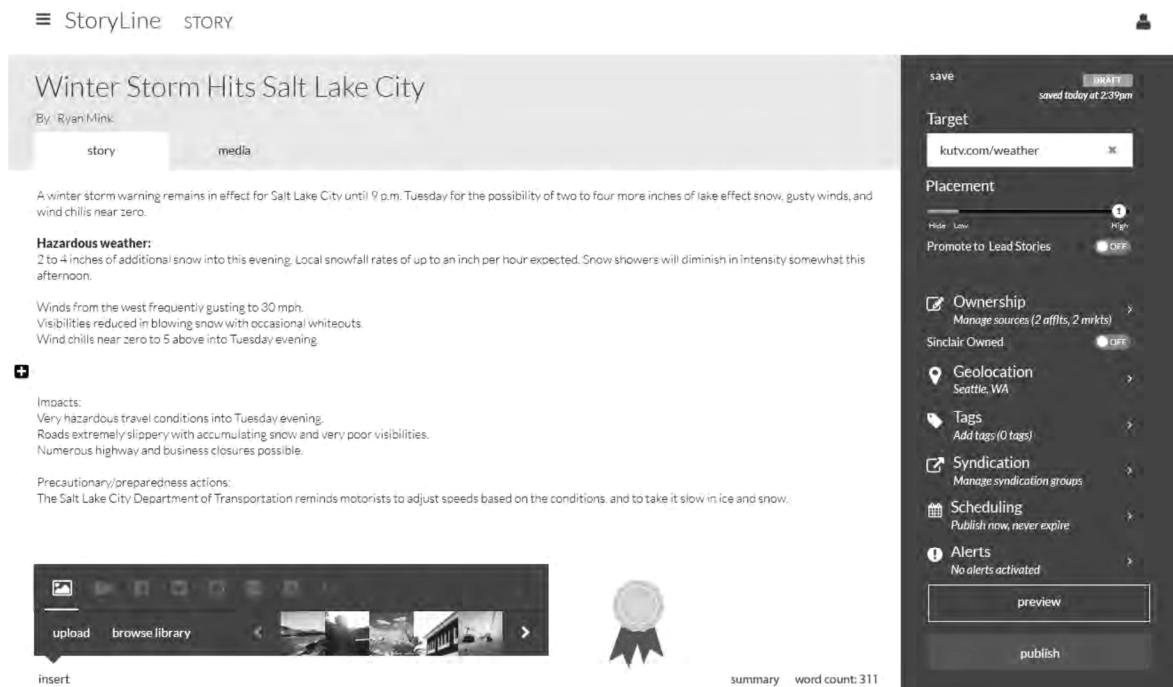 StoryLine STORY
Winter Storm Hits Salt Lake City
By: Ryan Mink
story media
A winter storm warning remains in effect for Salt Lake City until 9 p.m. Tuesday for the possibility of two to four more inches of lake effect snow, gusty winds, and
wind chills near zero.
Hazardous weather:
2 to 4 inches of additional snow into this evening. Local snowfall rates of up to an inch per hour expected. Snow showers will diminish in intensity somewhat this
afternoon.
Winds from the west frequently gusting to 30 mph.
Visibilities reduced in blowing snow with occasional whiteouts.
Wind chills near zero to 5 above into Tuesday evening.
Impacts:
Very hazardous travel conditions into Tuesday evening.
Roads extremely slippery with accumulating snow and very poor visibilities.
Numerous highway and business closures possible.
Precautionary/preparedness actions:
The Salt Lake City Department of Transportation reminds motorists to adjust speeds based on the conditions, and to take it slow in ice and snow.
upload browse library
insert
summary word count: 311
save DRAFT
saved today at 2:39pm
Target
kutv.com/weather
Placement
1
Hide Low High
Promote to Lead Stories OFF
Ownership
Manage sources (2 afflts, 2 mrkts)
Sinclair Owned OFF
Geolocation
Seattle, WA
Tags
Add tags (0 tags)
Syndication
Manage syndication groups
Scheduling
Publish now, never expire
Alerts
No alerts activated
preview
publish